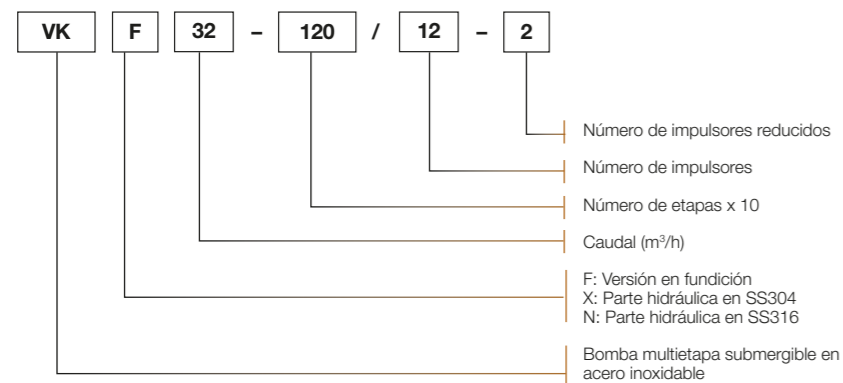 VK F 32 – 120 / 12 – 2
Número de impulsores reducidos
Número de impulsores
Número de etapas x 10
Caudal (m³/h)
F: Versión en fundición
X: Parte hidráulica en SS304
N: Parte hidráulica en SS316
Bomba multietapa submergible en
acero inoxidable